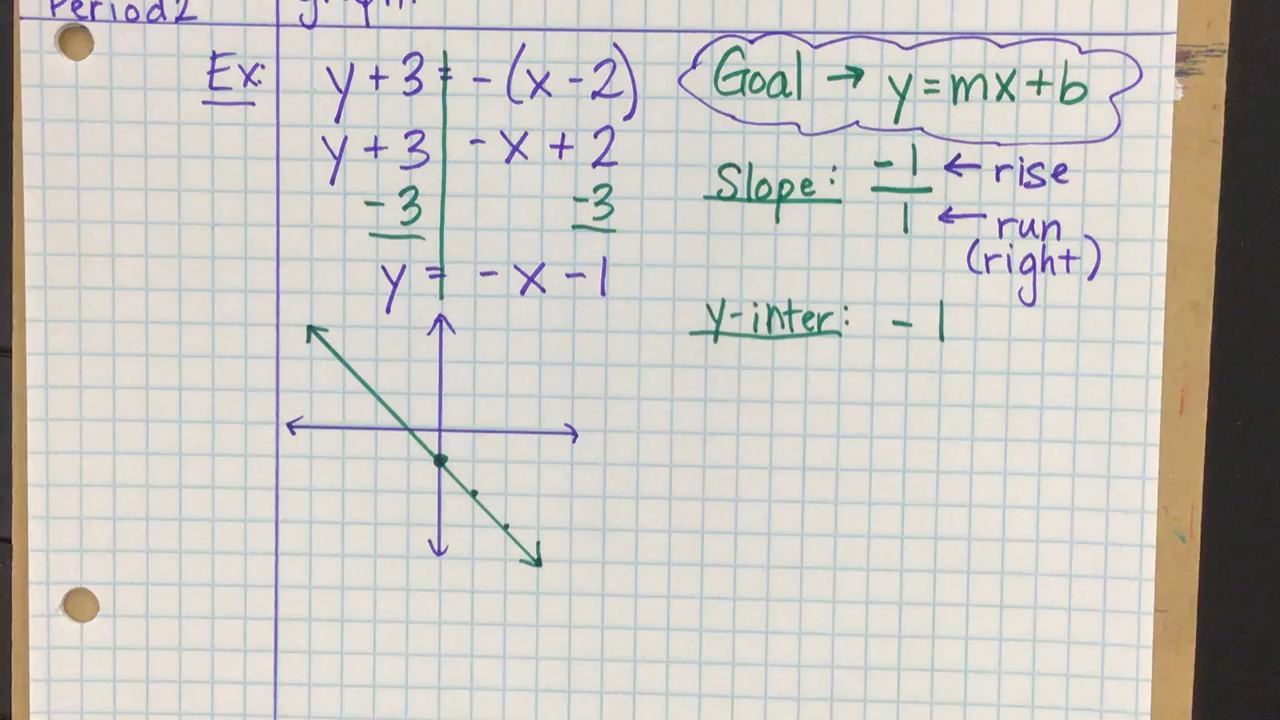 Period 2
graph.
Ex:
y + 3 = - (x - 2)
y + 3 - x + 2
- 3 - 3
y = - x - 1
Goal → y = mx + b
Slope: -1 ← rise
1 ← run
(right)
y-inter: - 1